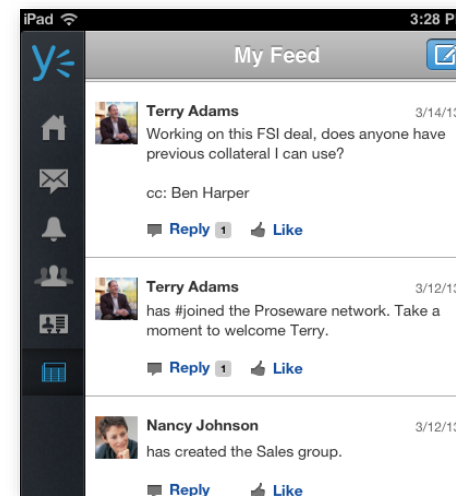 iPad 3:28 P
My Feed
Terry Adams 3/14/13
Working on this FSI deal, does anyone have
previous collateral I can use?
cc: Ben Harper
Reply 1 Like
Terry Adams 3/12/13
has #joined the Proseware network. Take a
moment to welcome Terry.
Reply 1 Like
Nancy Johnson 3/12/13
has created the Sales group.
Reply Like